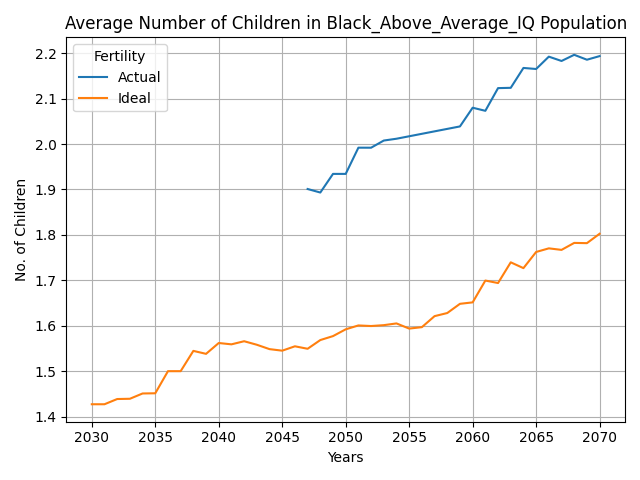 Average Number of Children in Black_Above_Average_IQ Population
Fertility
Actual
Ideal
No. of Children
2.2
2.1
2.0
1.9
1.8
1.7
1.6
1.5
1.4
2030 2035 2040 2045 2050 2055 2060 2065 2070
Years